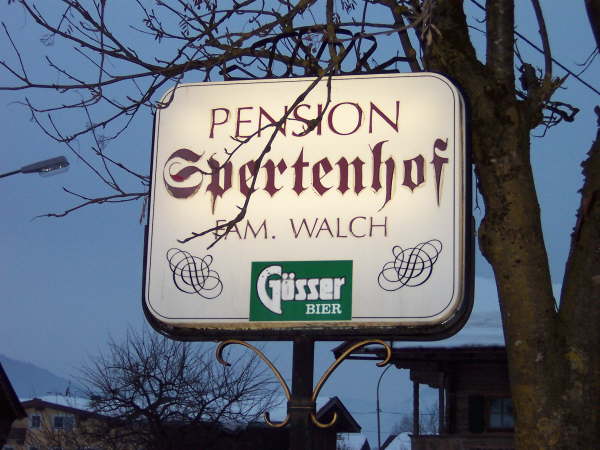 PENSION
Spertenhof
FAM. WALCH
Gösser
BIER